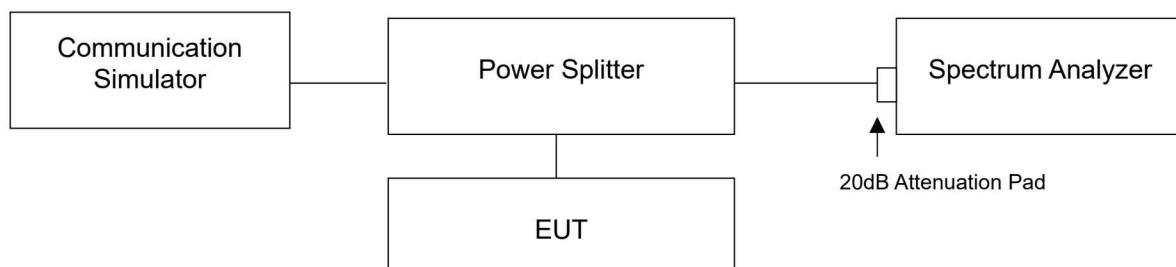 Communication
Simulator
Power Splitter
Spectrum Analyzer
20dB Attenuation Pad
EUT